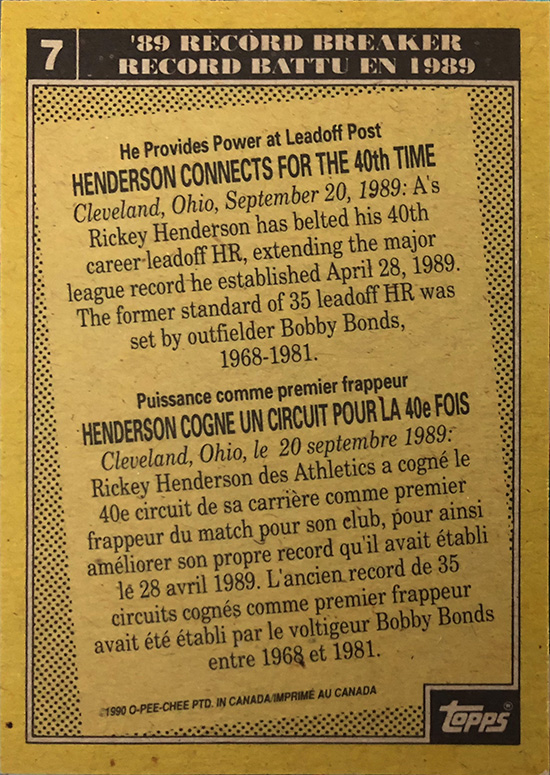 7
'89 RECORD BREAKER
RECORD BATTU EN 1989
He Provides Power at Leadoff Post
HENDERSON CONNECTS FOR THE 40th TIME
Cleveland, Ohio, September 20, 1989: A's
Rickey Henderson has belted his 40th
career leadoff HR, extending the major
league record he established April 28, 1989.
The former standard of 35 leadoff HR was
set by outfielder Bobby Bonds,
1968-1981.
Puissance comme premier frappeur
HENDERSON COGNE UN CIRCUIT POUR LA 40e FOIS
Cleveland, Ohio, le 20 septembre 1989:
Rickey Henderson des Athletics a cogné le
40e circuit de sa carrière comme premier
frappeur du match pour son club, pour ainsi
améliorer son propre record qu'il avait établi
le 28 avril 1989. L'ancien record de 35
circuits cognés comme premier frappeur
avait été établi par le voltigeur Bobby Bonds
entre 1968 et 1981.
©1990 O-PEE-CHEE PTD. IN CANADA/IMPRIMÉ AU CANADA
topps